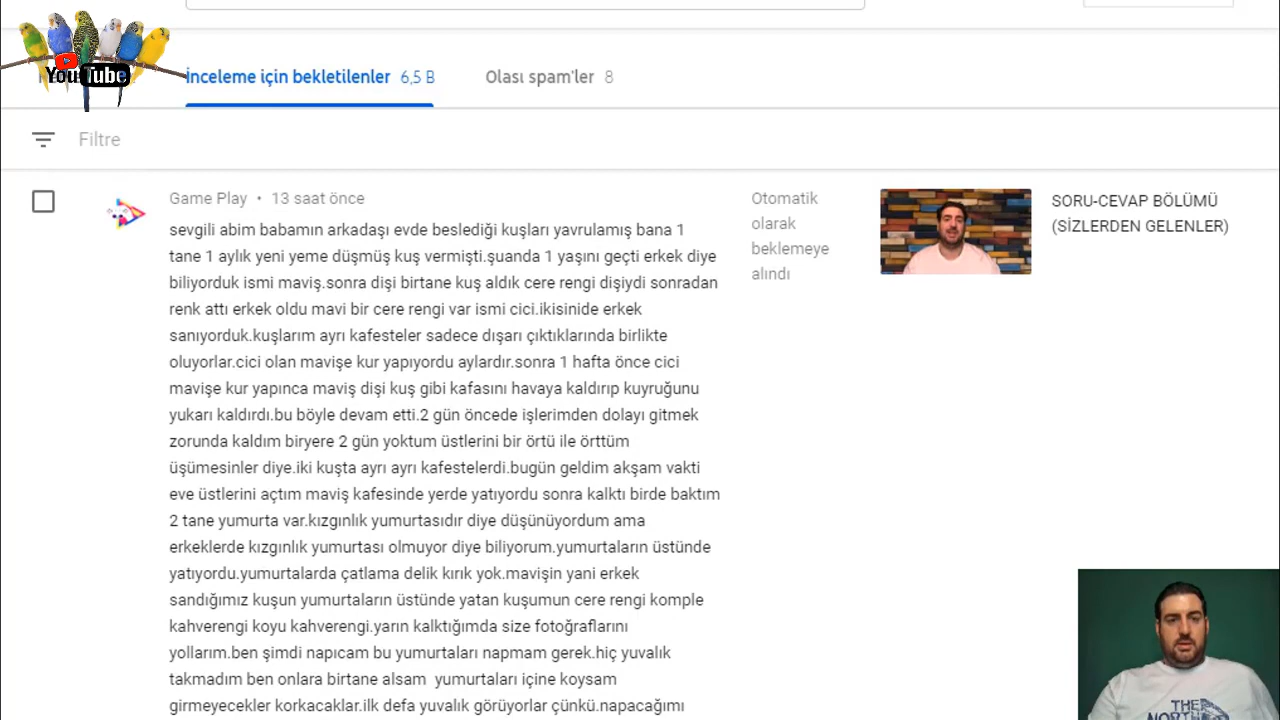 YouTube
İnceleme için bekletilenler 6,5 B
Olası spam'ler 8
Filtre
Game Play • 13 saat önce
sevgili abim babamın arkadaşı evde beslediği kuşları yavrulamış bana 1
tane 1 aylık yeni yeme düşmüş kuş vermişti.şuanda 1 yaşını geçti erkek diye
biliyorduk ismi maviş.sonra dişi birtane kuş aldık cere rengi dişiydi sonradan
renk attı erkek oldu mavi bir cere rengi var ismi cici.ikisinide erkek
sanıyorduk.kuşlarım ayrı kafesteler sadece dışarı çıktıklarında birlikte
oluyorlar.cici olan mavişe kur yapıyordu aylardır.sonra 1 hafta önce cici
mavişe kur yapınca maviş dişi kuş gibi kafasını havaya kaldırıp kuyruğunu
yukarı kaldırdı.bu böyle devam etti.2 gün öncede işlerimden dolayı gitmek
zorunda kaldım biryere 2 gün yoktum üstlerini bir örtü ile örttüm
üşümesinler diye.iki kuşta ayrı ayrı kafestelerdi.bugün geldim akşam vakti
eve üstlerini açtım maviş kafesinde yerde yatıyordu sonra kalktı birde baktım
2 tane yumurta var.kızgınlık yumurtasıdır diye düşünüyordum ama
erkeklerde kızgınlık yumurtası olmuyor diye biliyorum.yumurtaların üstünde
yatıyordu.yumurtalarda çatlama delik kırık yok.mavişin yani erkek
sandığımız kuşun yumurtaların üstünde yatan kuşumun cere rengi komple
kahverengi koyu kahverengi.yarın kalktığımda size fotoğraflarını
yollarım.ben şimdi napıcam bu yumurtaları napmam gerek.hiç yuvalık
takmadım ben onlara birtane alsam yumurtaları içine koysam
girmeyecekler korkacaklar.ilk defa yuvalık görüyorlar çünkü.napacağımı
Otomatik
olarak
beklemeye
alındı
SORU-CEVAP BÖLÜMÜ
(SİZLERDEN GELENLER)
THE